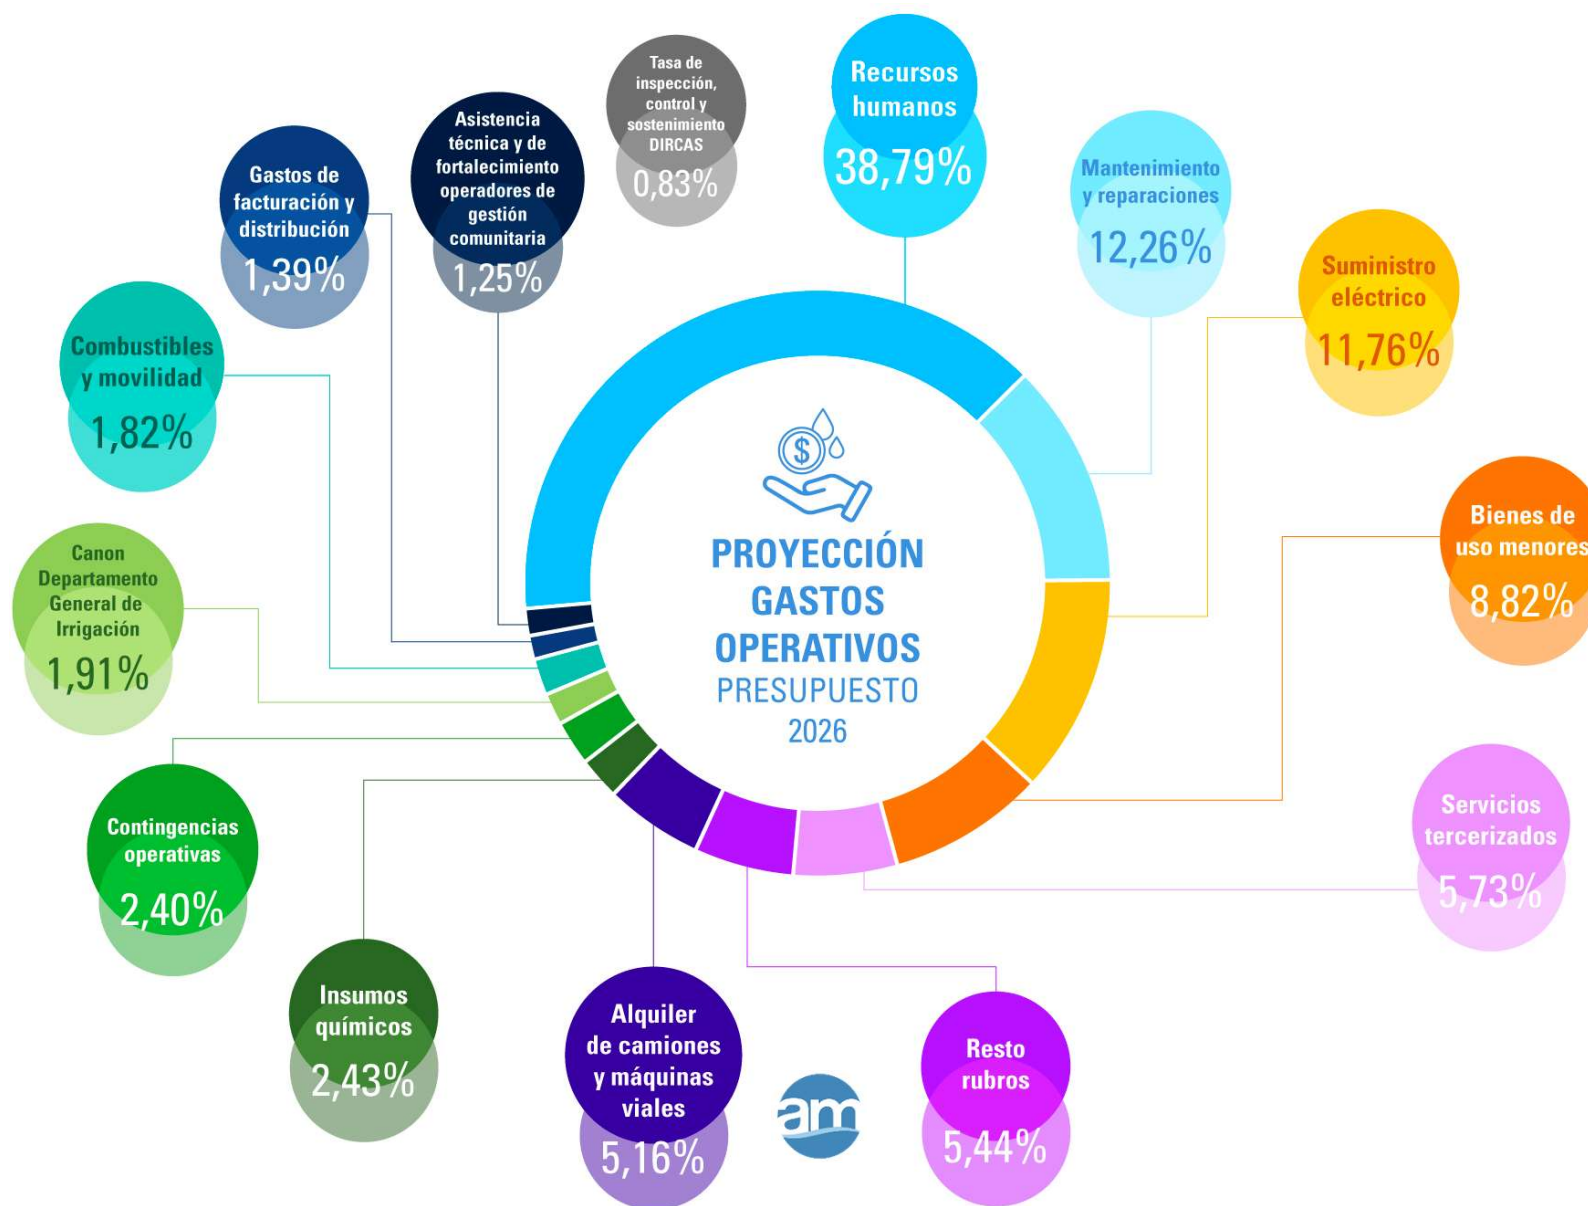 Recursos
humanos
38,79%
Mantenimiento
y reparaciones
12,26%
Suministro
eléctrico
11,76%
Bienes de
uso menores
8,82%
Servicios
tercerizados
5,73%
Resto
rubros
5,44%
Alquiler
de camiones
y máquinas
viales
5,16%
Insumos
químicos
2,43%
Contingencias
operativas
2,40%
Canon
Departamento
General de
Irrigación
1,91%
Combustibles
y movilidad
1,82%
Gastos de
facturación y
distribución
1,39%
Asistencia
técnica y de
fortalecimiento
operadores de
gestión
comunitaria
1,25%
Tasa de
inspección,
control y
sostenimiento
DIRCAS
0,83%
$
PROYECCIÓN
GASTOS
OPERATIVOS
PRESUPUESTO
2026
am